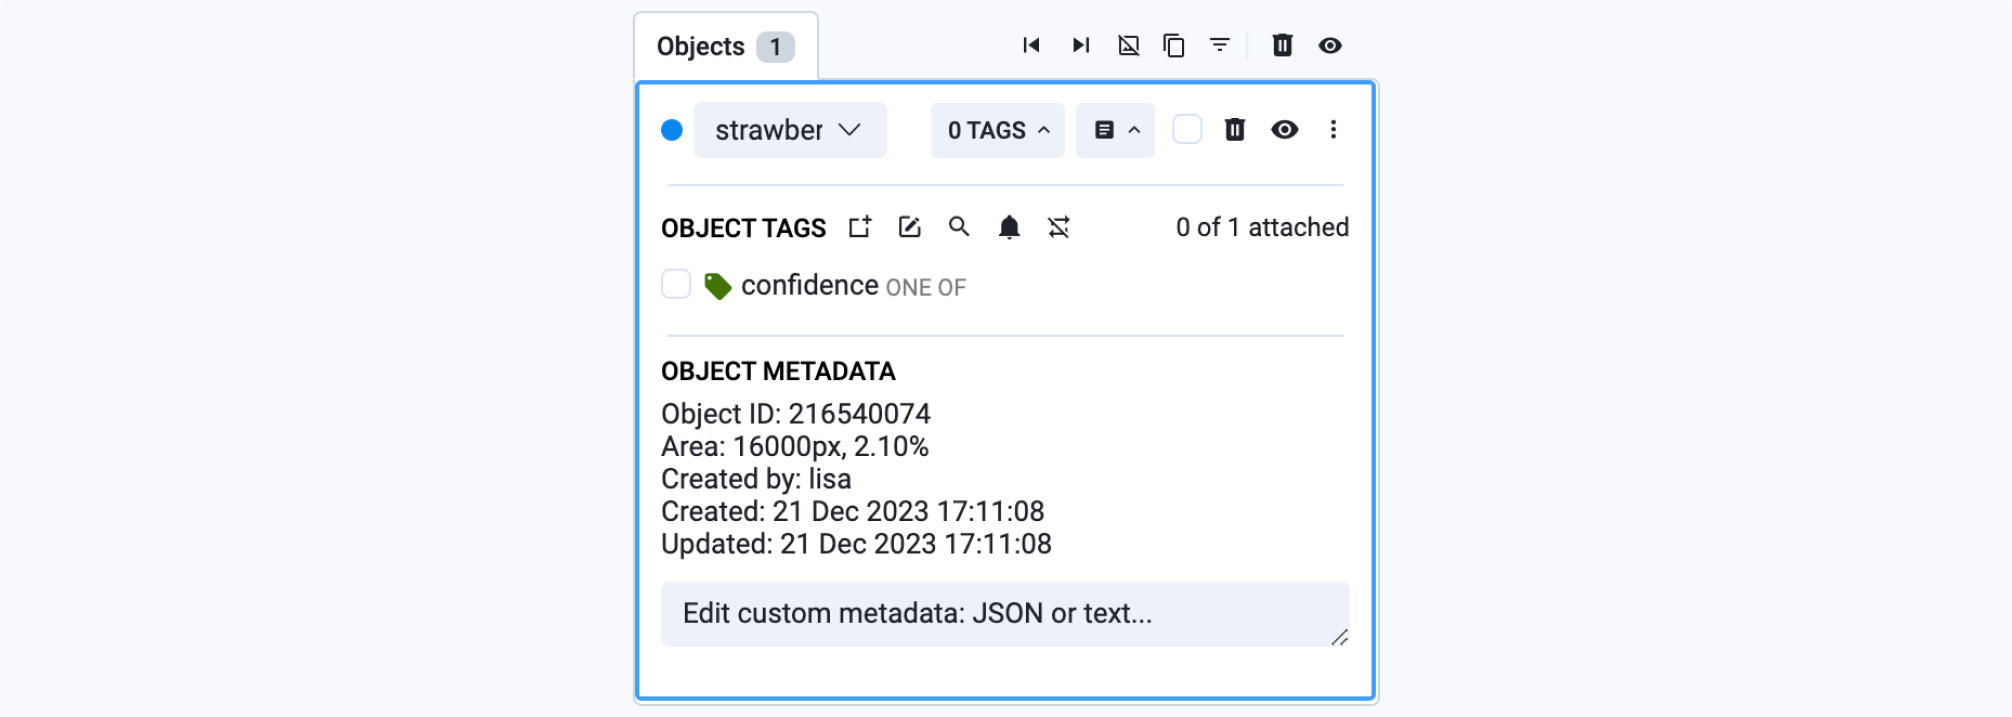 Objects 1
strawber 0 TAGS
OBJECT TAGS 0 of 1 attached
confidence ONE OF
OBJECT METADATA
Object ID: 216540074
Area: 16000px, 2.10%
Created by: lisa
Created: 21 Dec 2023 17:11:08
Updated: 21 Dec 2023 17:11:08
Edit custom metadata: JSON or text...